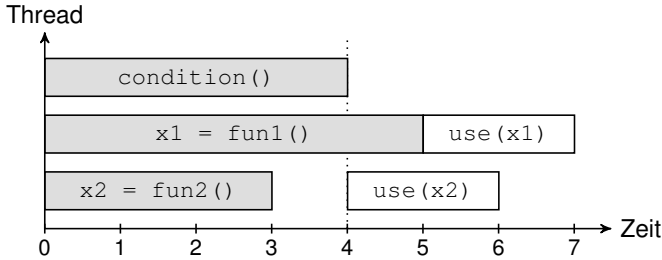 Thread
condition()
x1 = fun1() use(x1)
x2 = fun2() use(x2)
0 1 2 3 4 5 6 7 Zeit